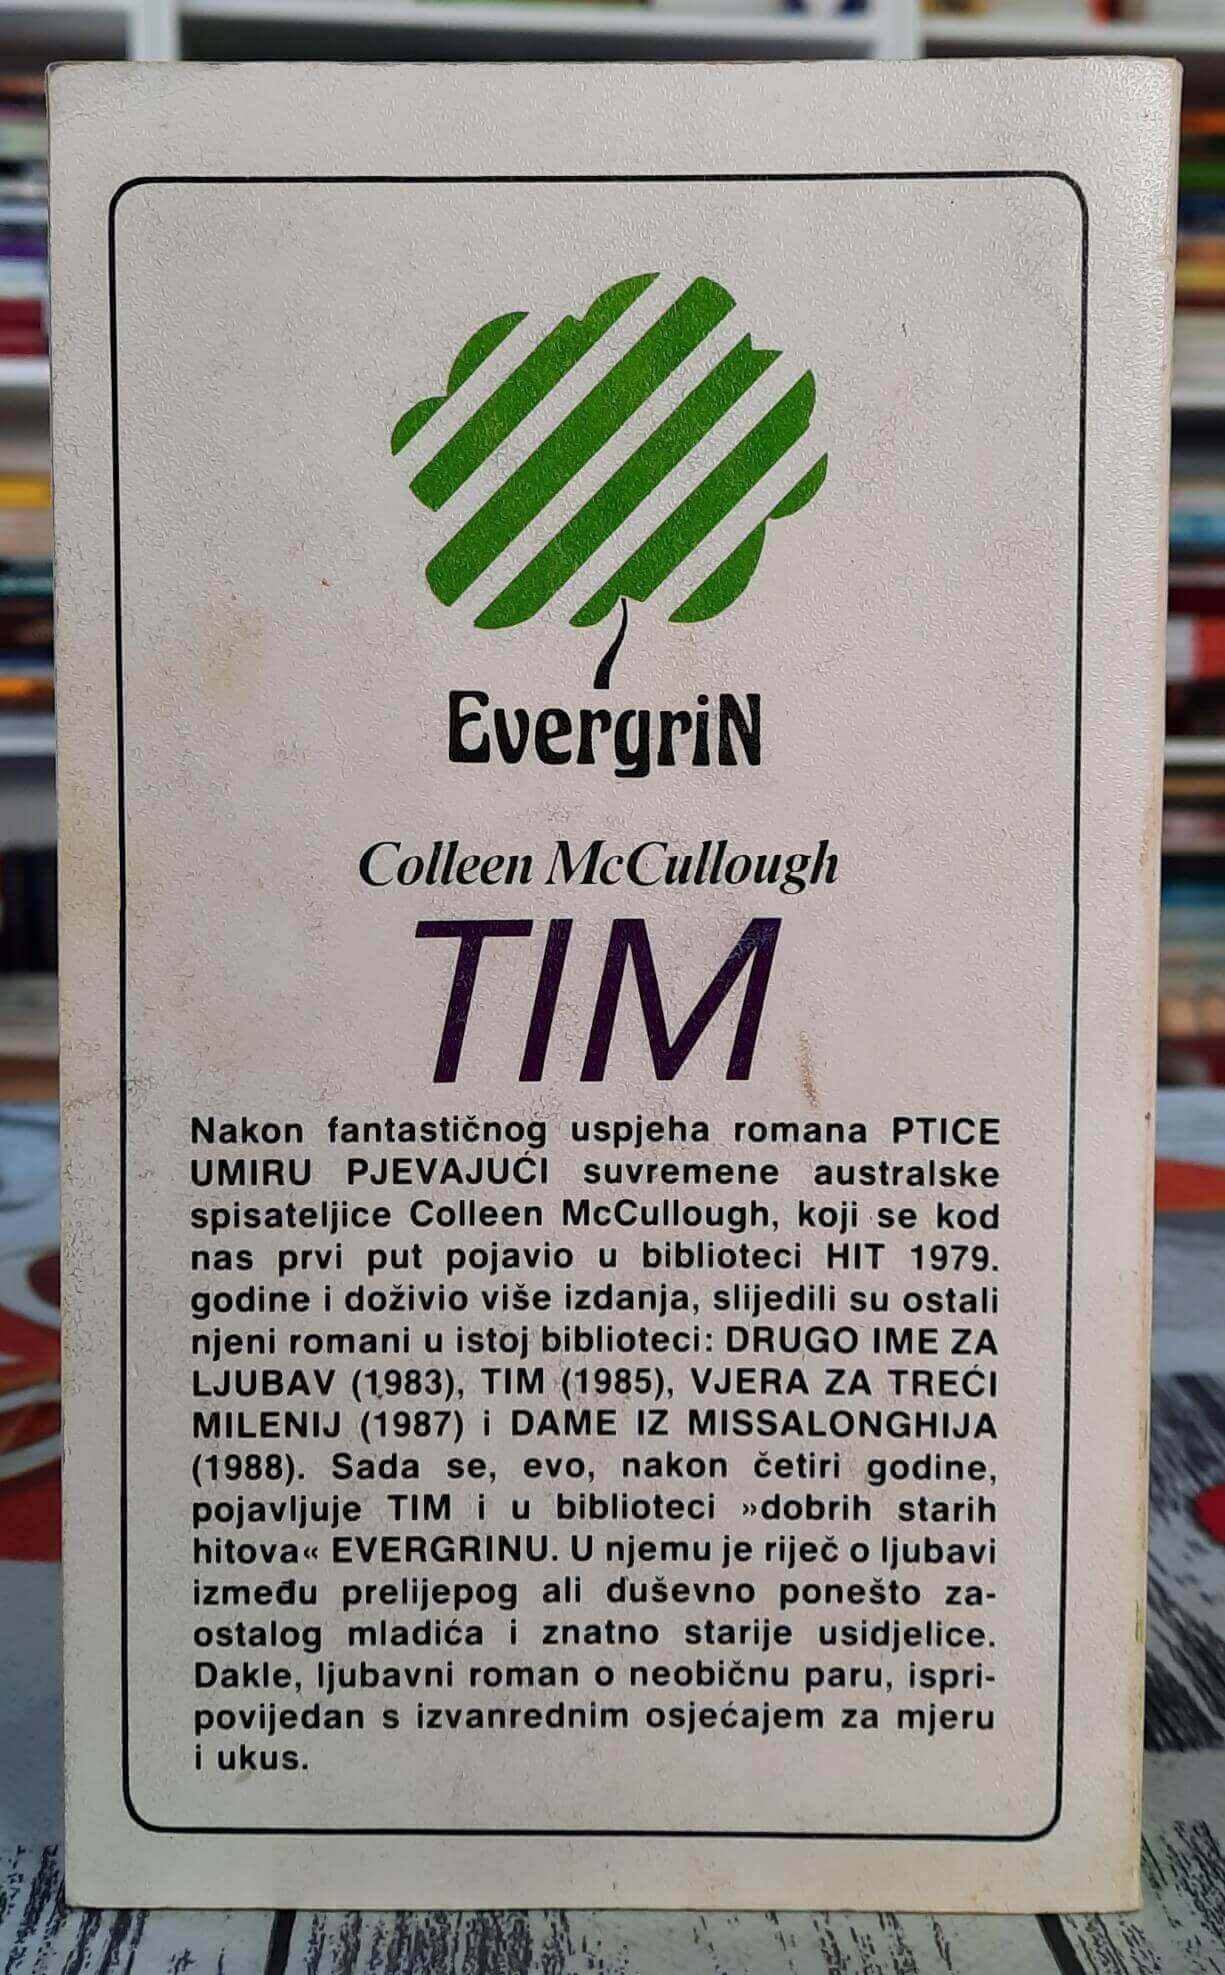 EvergriN
Colleen McCullough
TIM
Nakon fantastičnog uspjeha romana PTICE
UMIRU PJEVAJUĆI suvremene australske
spisateljice Colleen McCullough, koji se kod
nas prvi put pojavio u biblioteci HIT 1979.
godine i doživio više izdanja, slijedili su ostali
njeni romani u istoj biblioteci: DRUGO IME ZA
LJUBAV (1983), TIM (1985), VJERA ZA TREĆI
MILENIJ (1987) i DAME IZ MISSALONGHIJA
(1988). Sada se, evo, nakon četiri godine,
pojavljuje TIM i u biblioteci »dobrih starih
hitova« EVERGRINU. U njemu je riječ o ljubavi
između prelijepog ali duševno ponešto za-
ostalog mladića i znatno starije usidjelice.
Dakle, ljubavni roman o neobičnu paru, ispri-
povijedan s izvanrednim osjećajem za mjeru
i ukus.